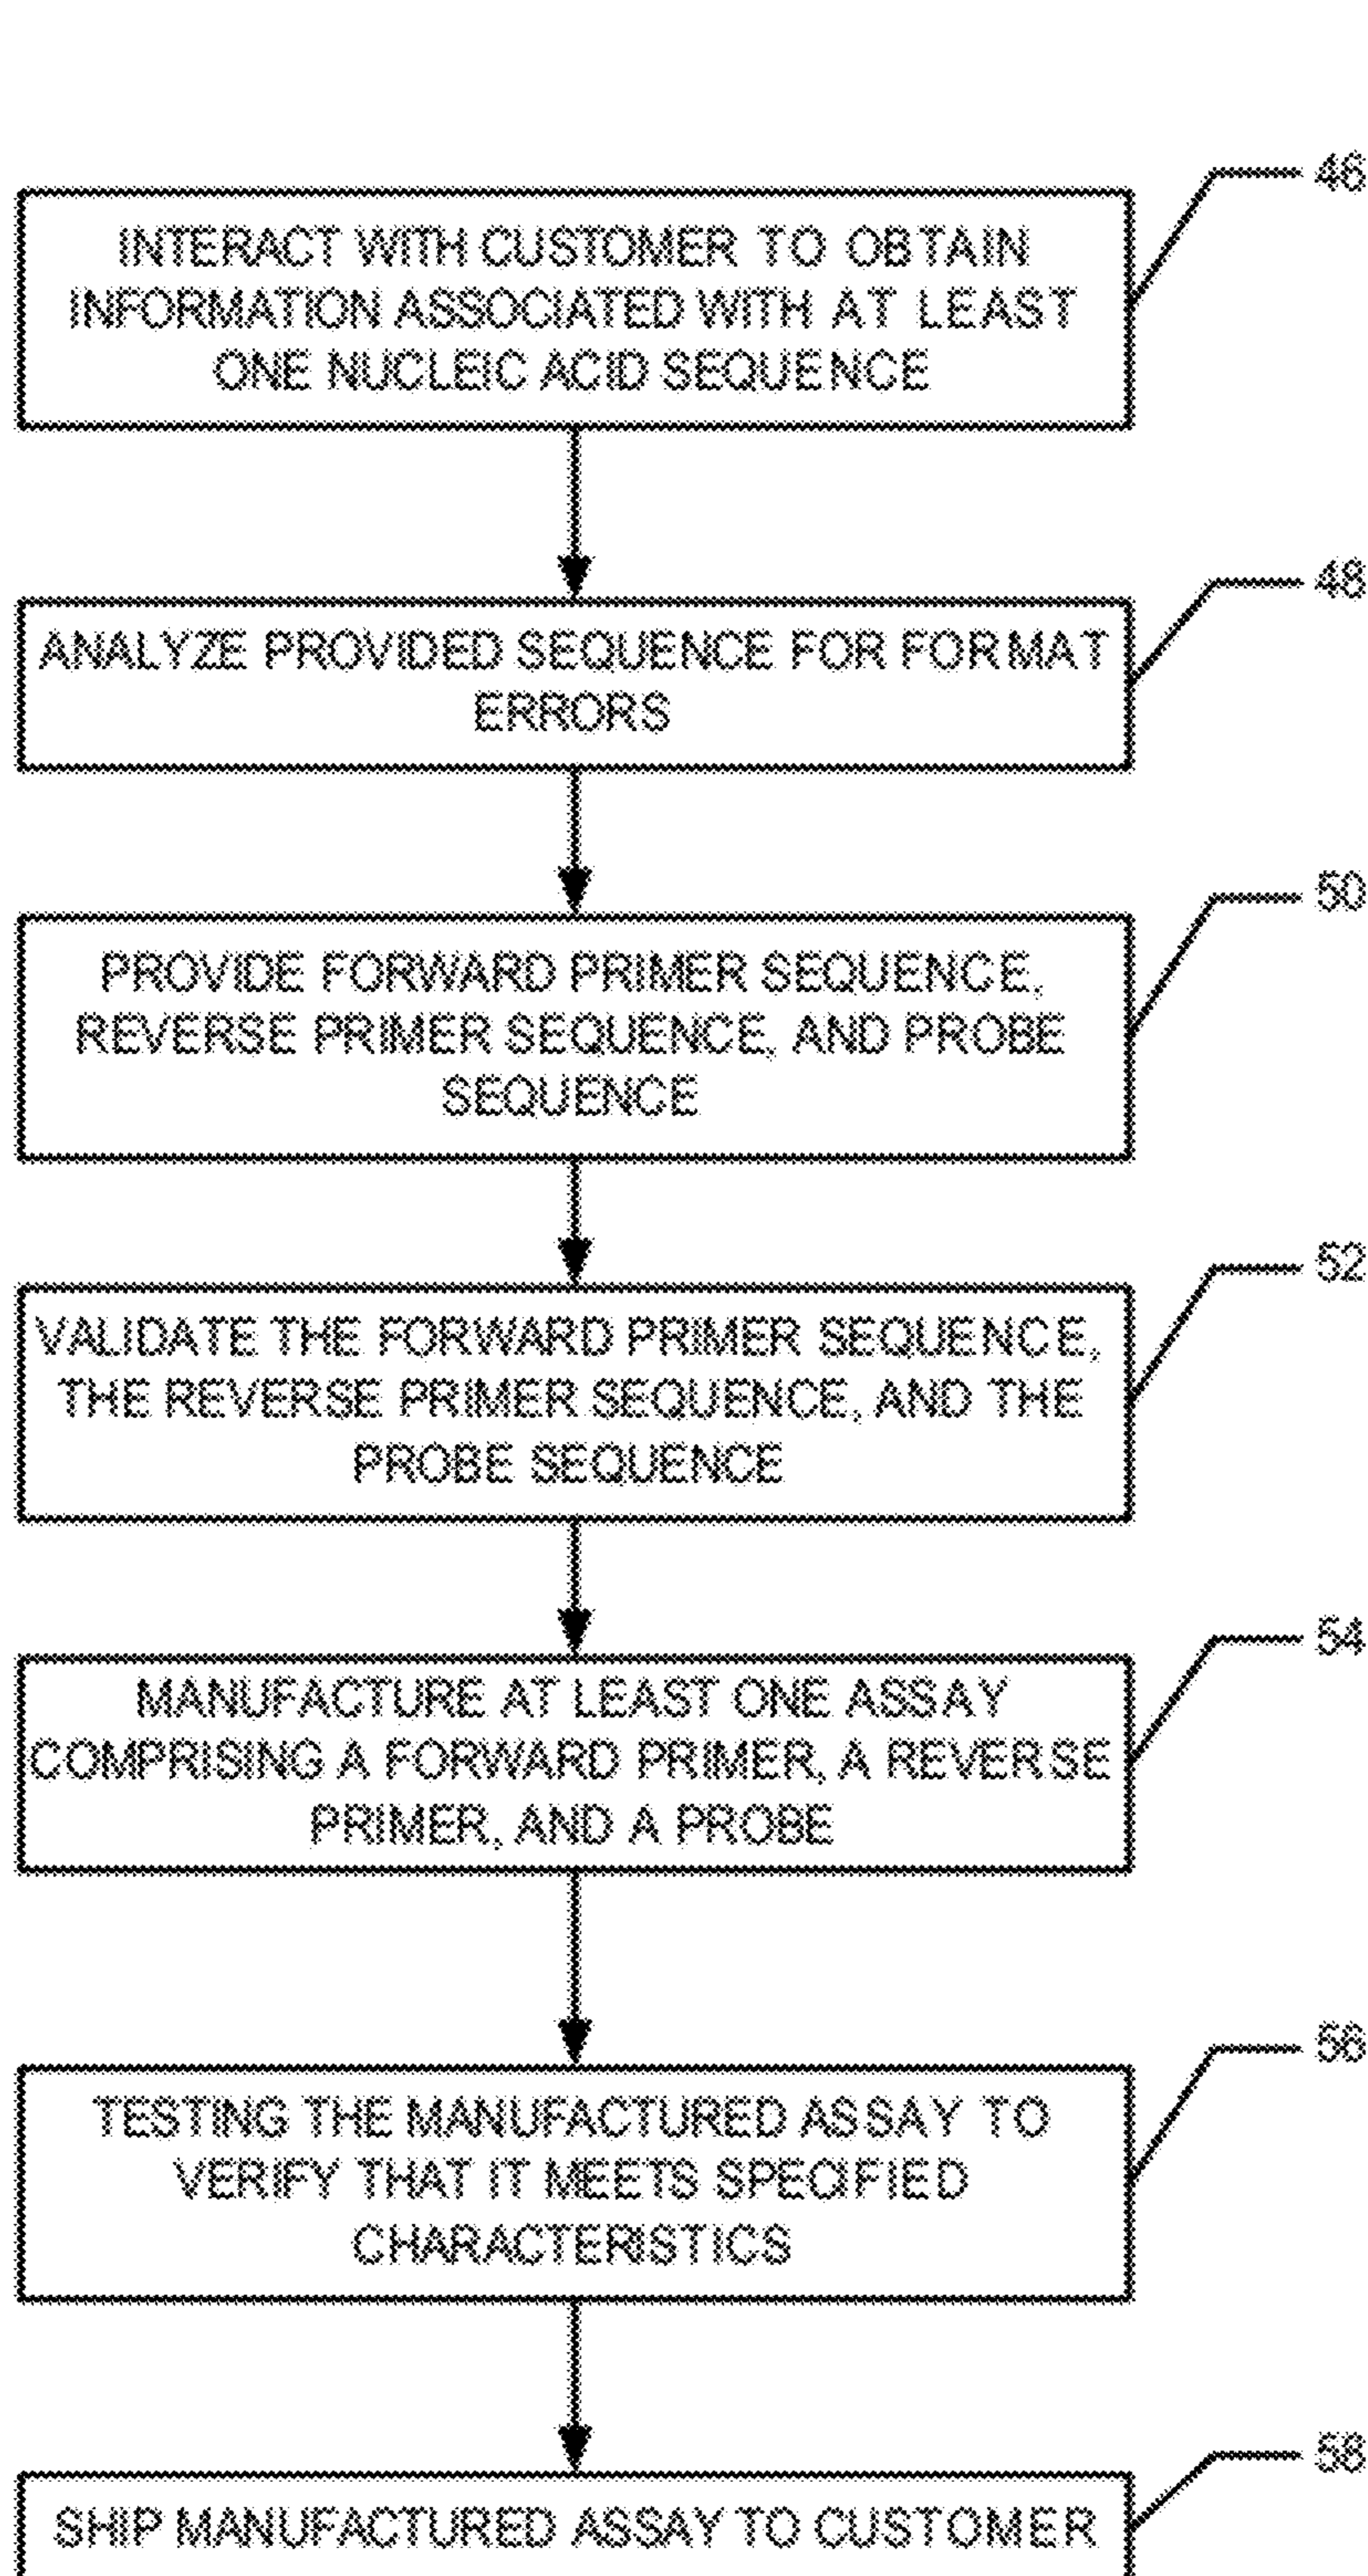 46
INTERACT WITH CUSTOMER TO OBTAIN
INFORMATION ASSOCIATED WITH AT LEAST
ONE NUCLEIC ACID SEQUENCE
48
ANALYZE PROVIDED SEQUENCE FOR FORMAT
ERRORS
50
PROVIDE FORWARD PRIMER SEQUENCE,
REVERSE PRIMER SEQUENCE, AND PROBE
SEQUENCE
52
VALIDATE THE FORWARD PRIMER SEQUENCE,
THE REVERSE PRIMER SEQUENCE, AND THE
PROBE SEQUENCE
54
MANUFACTURE AT LEAST ONE ASSAY
COMPRISING A FORWARD PRIMER, A REVERSE
PRIMER, AND A PROBE
56
TESTING THE MANUFACTURED ASSAY TO
VERIFY THAT IT MEETS SPECIFIED
CHARACTERISTICS
58
SHIP MANUFACTURED ASSAY TO CUSTOMER